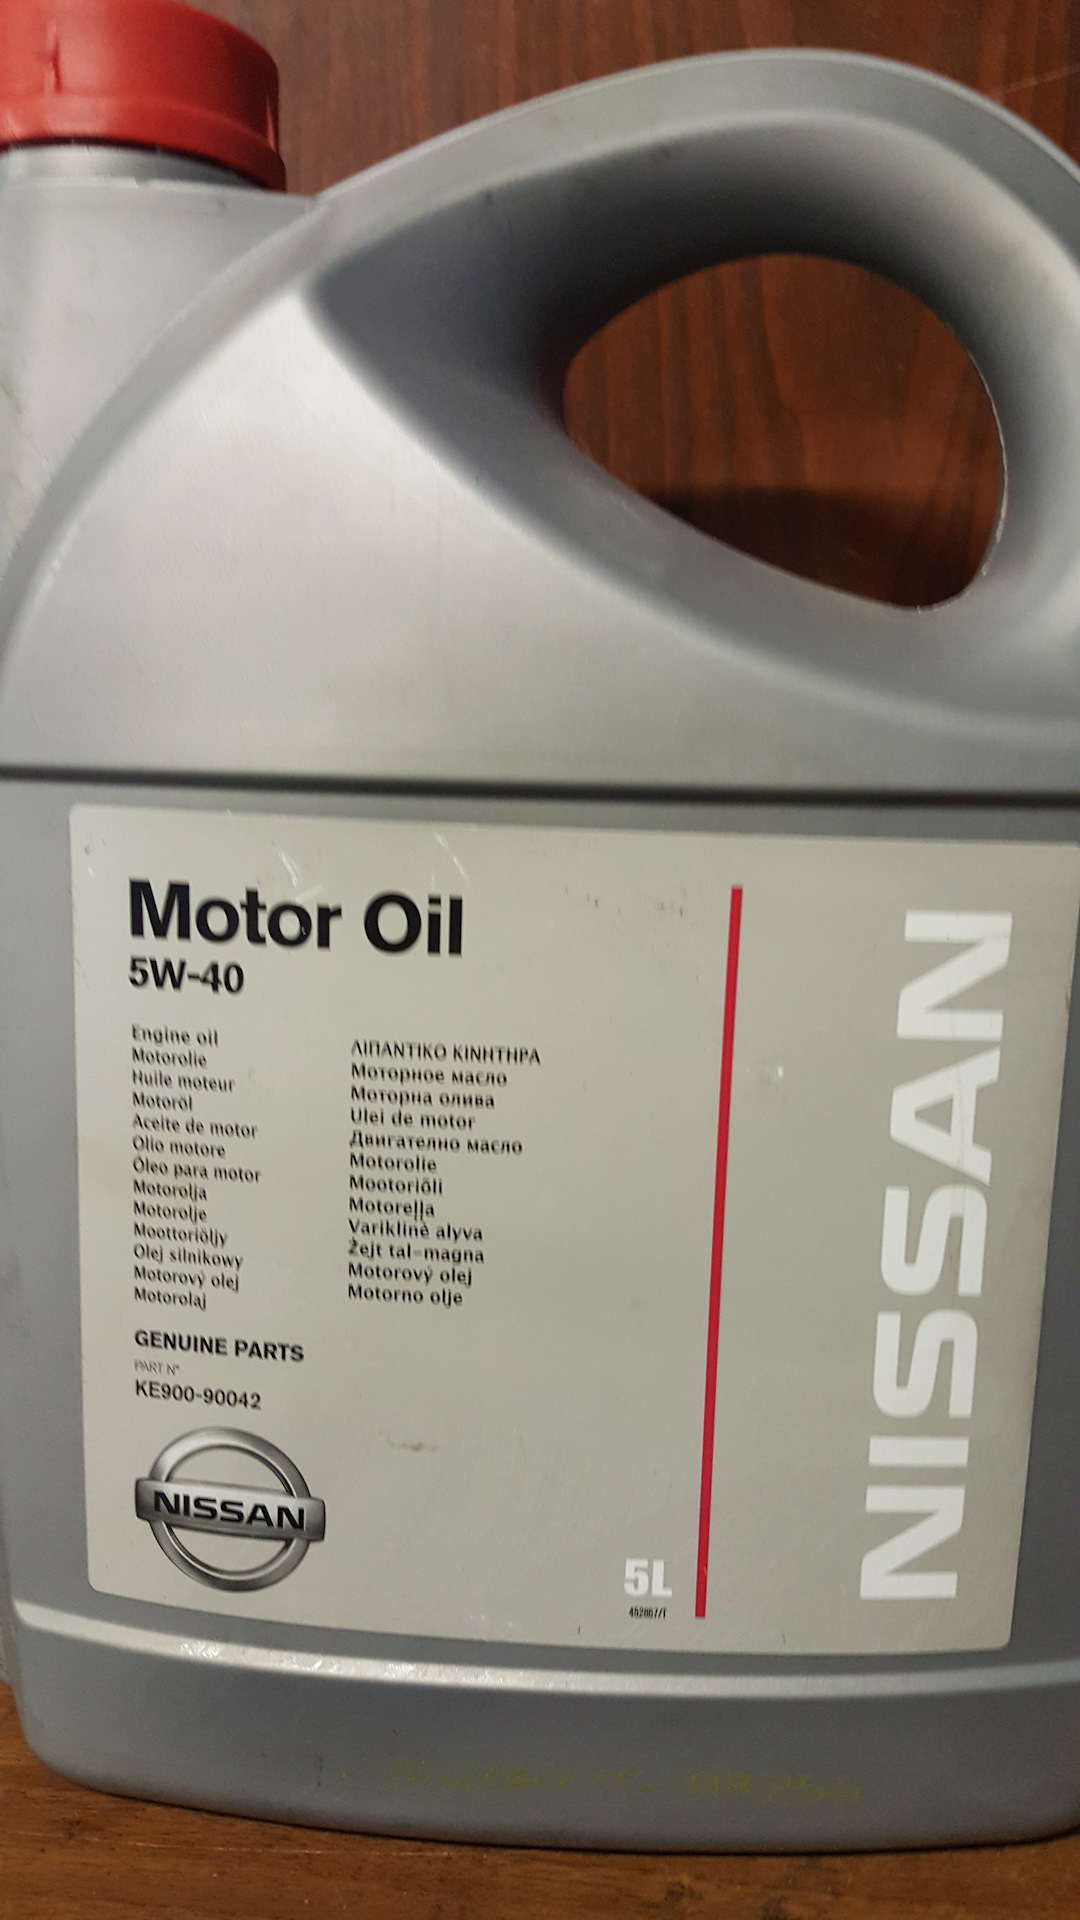 Motor Oil
5W-40
Engine oil
Motorolie
Huile moteur
Motoröl
Aceite de motor
Olio motore
Óleo para motor
Motorolja
Motorolje
Moottoriöljy
Olej silnikowy
Motorový olej
Motorolaj
ΛΙΠΑΝΤΙΚΟ ΚΙΝΗΤΗΡΑ
Моторное масло
Моторна олива
Ulei de motor
Двигателно масло
Motorolie
Mootoriõli
Motoreļļa
Variklinė alyva
Żejt tal-magna
Motorový olej
Motorno olje
GENUINE PARTS
PART N°
KE900-90042
NISSAN
5L
NISSAN